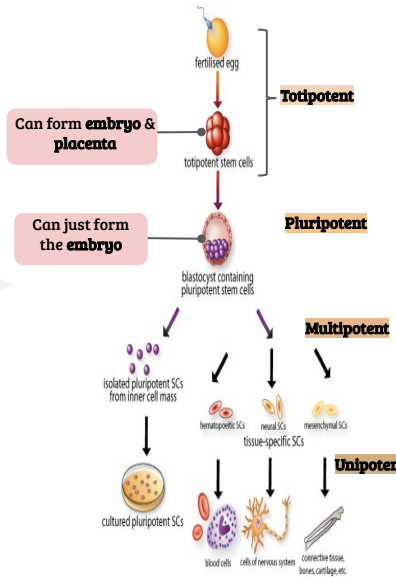 fertilised egg
Totipotent
Can form embryo &
placenta
totipotent stem cells
Can just form
the embryo
Pluripotent
blastocyst containing
pluripotent stem cells
Multipotent
isolated pluripotent SCs
from inner cell mass
hematopoeitic SCs
neural SCs
mesenchymal SCs
tissue-specific SCs
Unipoten
cultured pluripotent SCs
blood cells
cells of nervous system
connective tissue,
bones, cartilage, etc.